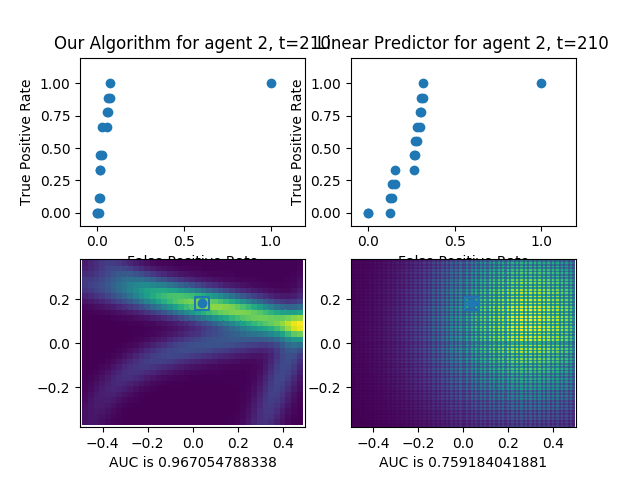 Our Algorithm for agent 2, t=210
Linear Predictor for agent 2, t=210
True Positive Rate
1.00
0.75
0.50
0.25
0.00
0.0 0.5 1.0
False Positive Rate
True Positive Rate
1.00
0.75
0.50
0.25
0.00
0.0 0.5 1.0
False Positive Rate
0.2
0.0
−0.2
−0.4 −0.2 0.0 0.2 0.4
AUC is 0.967054788338
0.2
0.0
−0.2
−0.4 −0.2 0.0 0.2 0.4
AUC is 0.759184041881